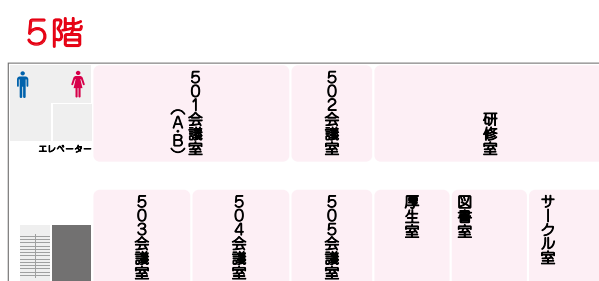 5階
501会議室
(A・B)
502会議室
研修室
エレベーター
503会議室
504会議室
505会議室
厚生室
図書室
サークル室